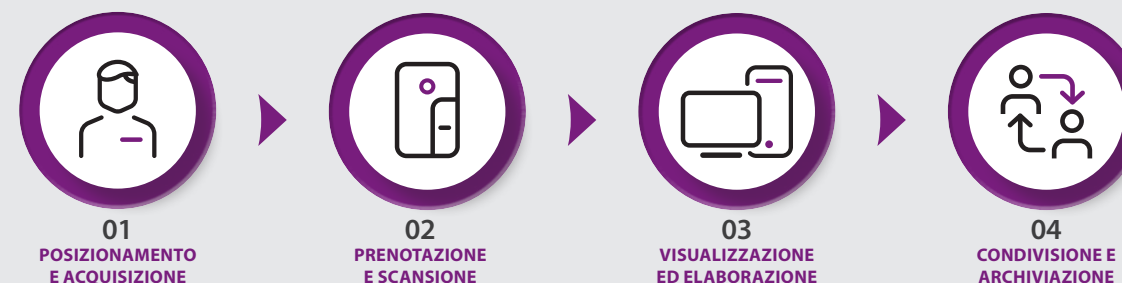 01
POSIZIONAMENTO
E ACQUISIZIONE
02
PRENOTAZIONE
E SCANSIONE
03
VISUALIZZAZIONE
ED ELABORAZIONE
04
CONDIVISIONE E
ARCHIVIAZIONE